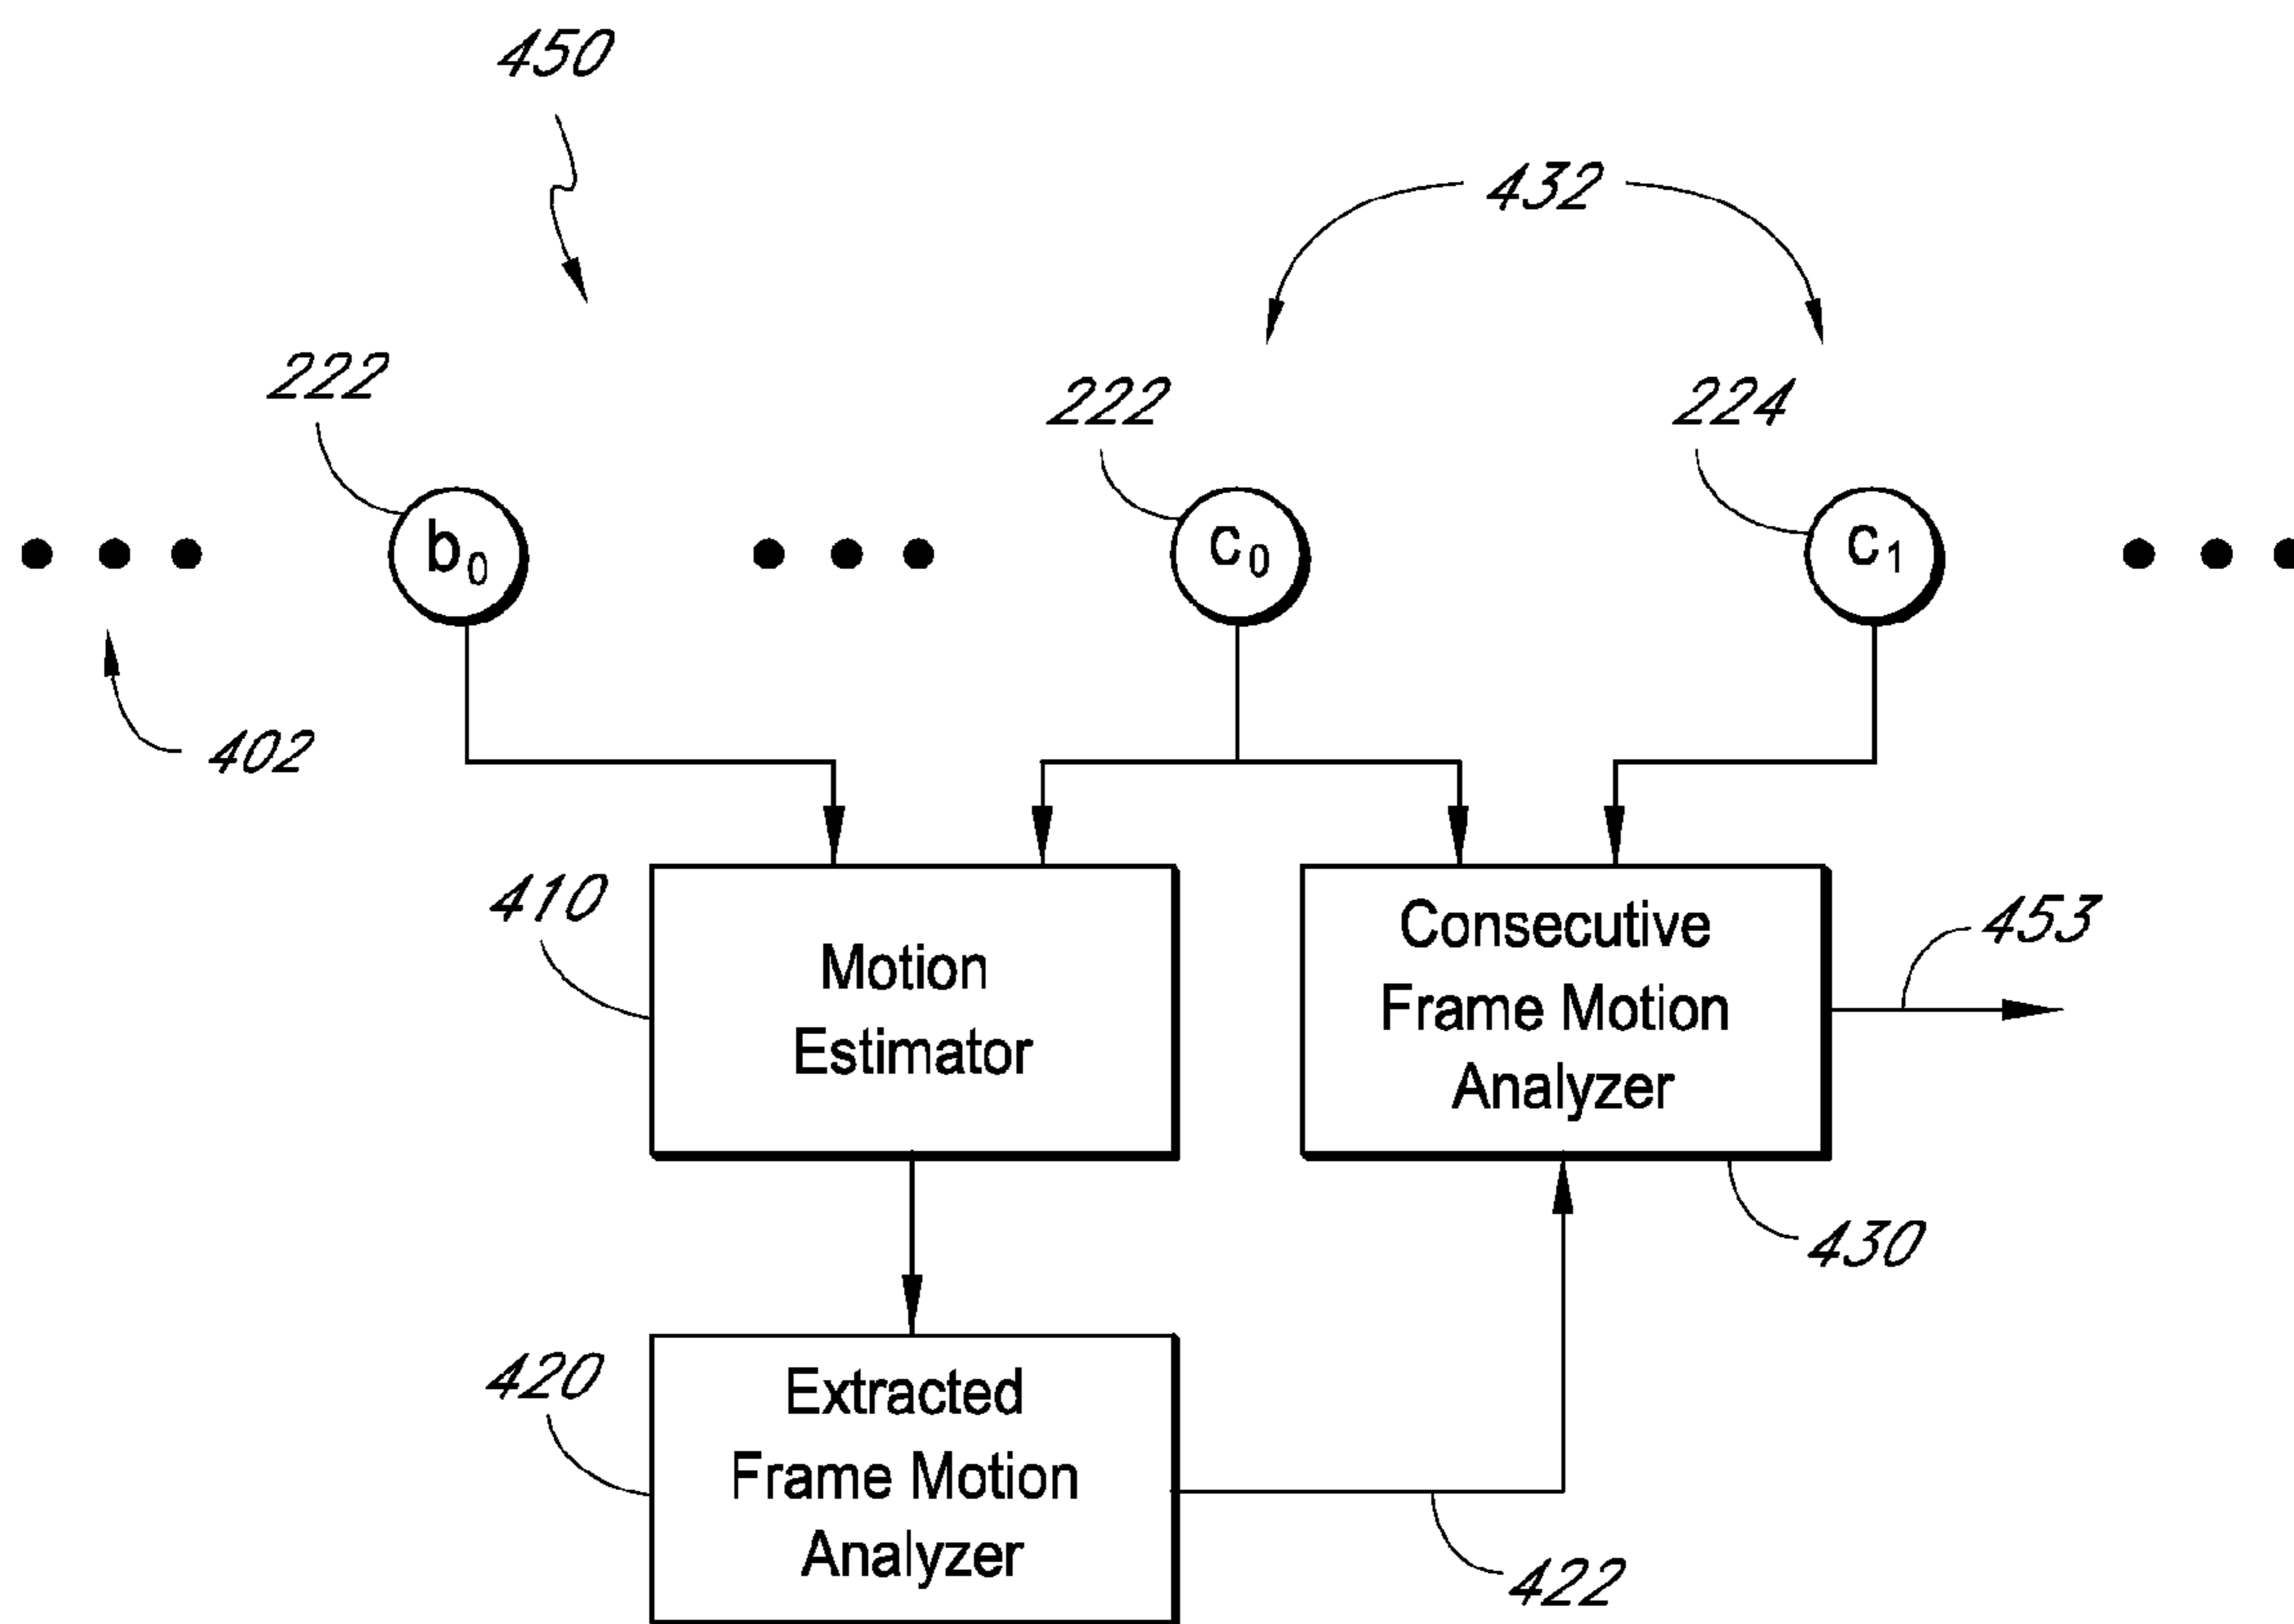 450
432
222
222
224
b₀
c₀
c₁
402
410
Motion
Estimator
Consecutive
Frame Motion
Analyzer
453
430
420
Extracted
Frame Motion
Analyzer
422